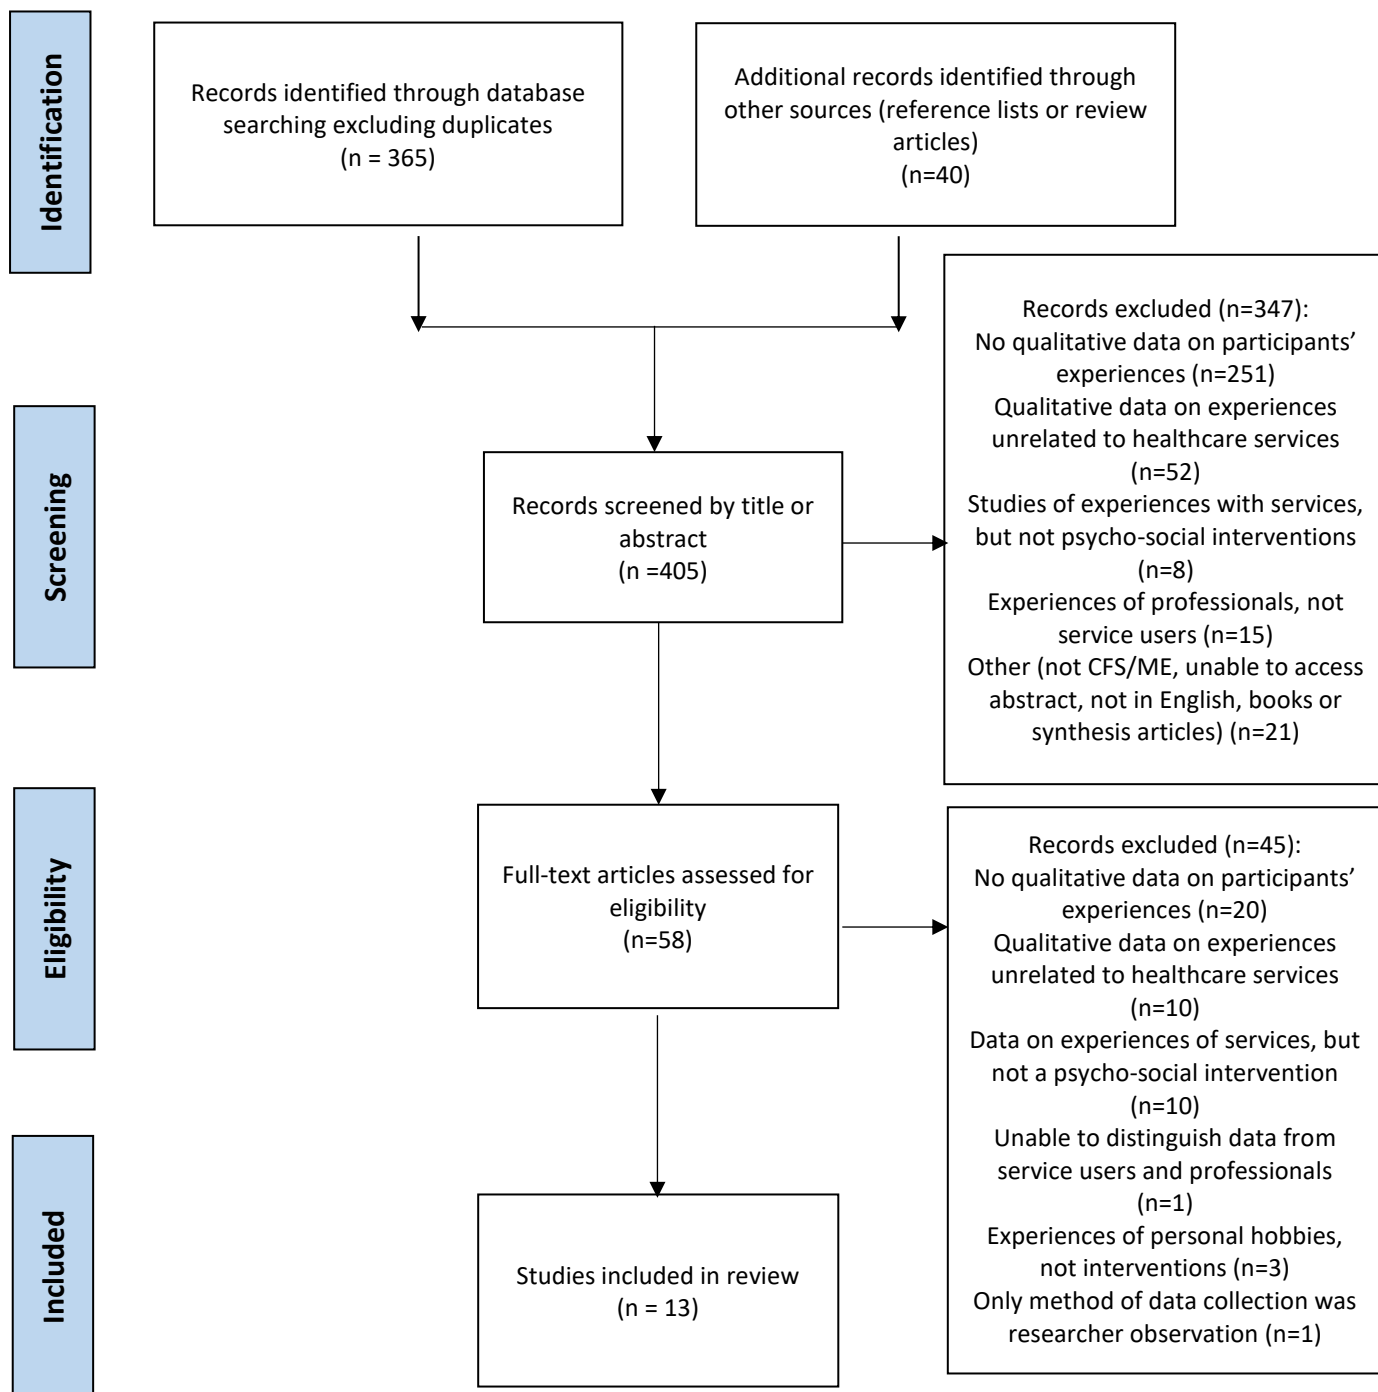 Identification
Records identified through database
searching excluding duplicates
(n = 365)
Additional records identified through
other sources (reference lists or review
articles)
(n=40)
Records excluded (n=347):
No qualitative data on participants’
experiences (n=251)
Qualitative data on experiences
unrelated to healthcare services
(n=52)
Studies of experiences with services,
but not psycho-social interventions
(n=8)
Experiences of professionals, not
service users (n=15)
Other (not CFS/ME, unable to access
abstract, not in English, books or
synthesis articles) (n=21)
Screening
Records screened by title or
abstract
(n =405)
Eligibility
Full-text articles assessed for
eligibility
(n=58)
Records excluded (n=45):
No qualitative data on participants’
experiences (n=20)
Qualitative data on experiences
unrelated to healthcare services
(n=10)
Data on experiences of services, but
not a psycho-social intervention
(n=10)
Unable to distinguish data from
service users and professionals
(n=1)
Experiences of personal hobbies,
not interventions (n=3)
Only method of data collection was
researcher observation (n=1)
Included
Studies included in review
(n = 13)